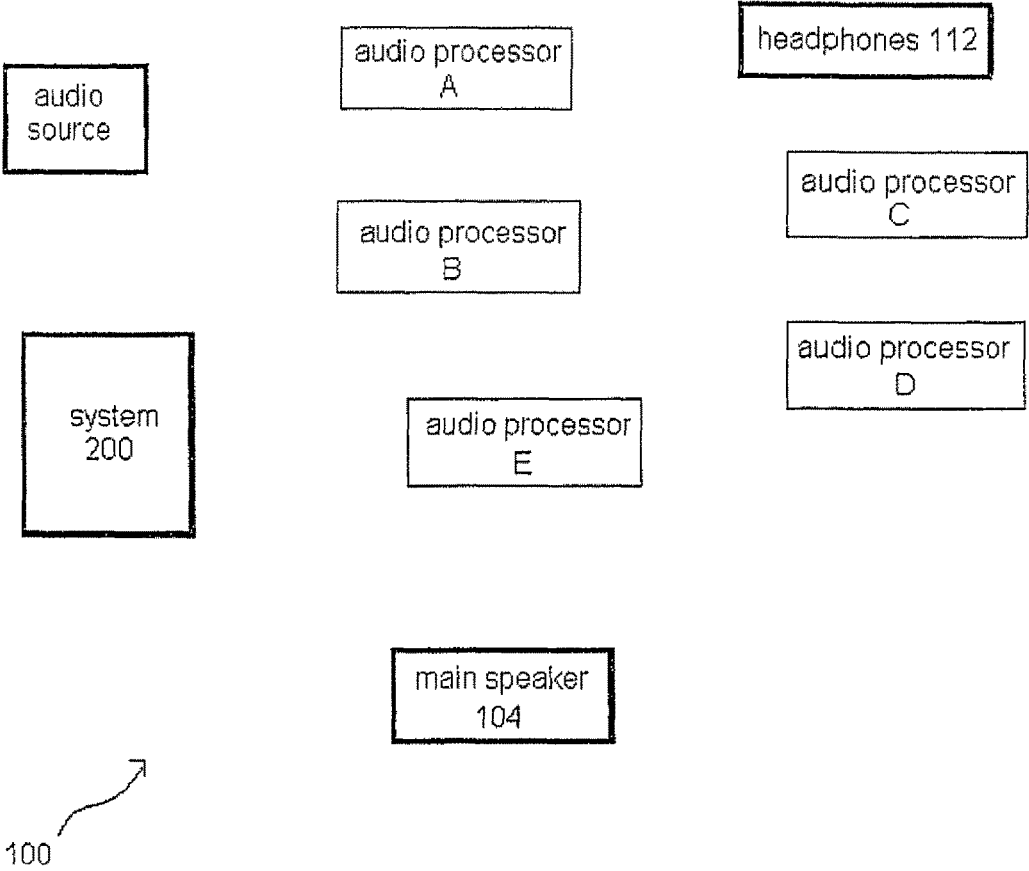 headphones 112
audio processor
A
audio
source
audio processor
C
audio processor
B
audio processor
D
system
200
audio processor
E
main speaker
104
100